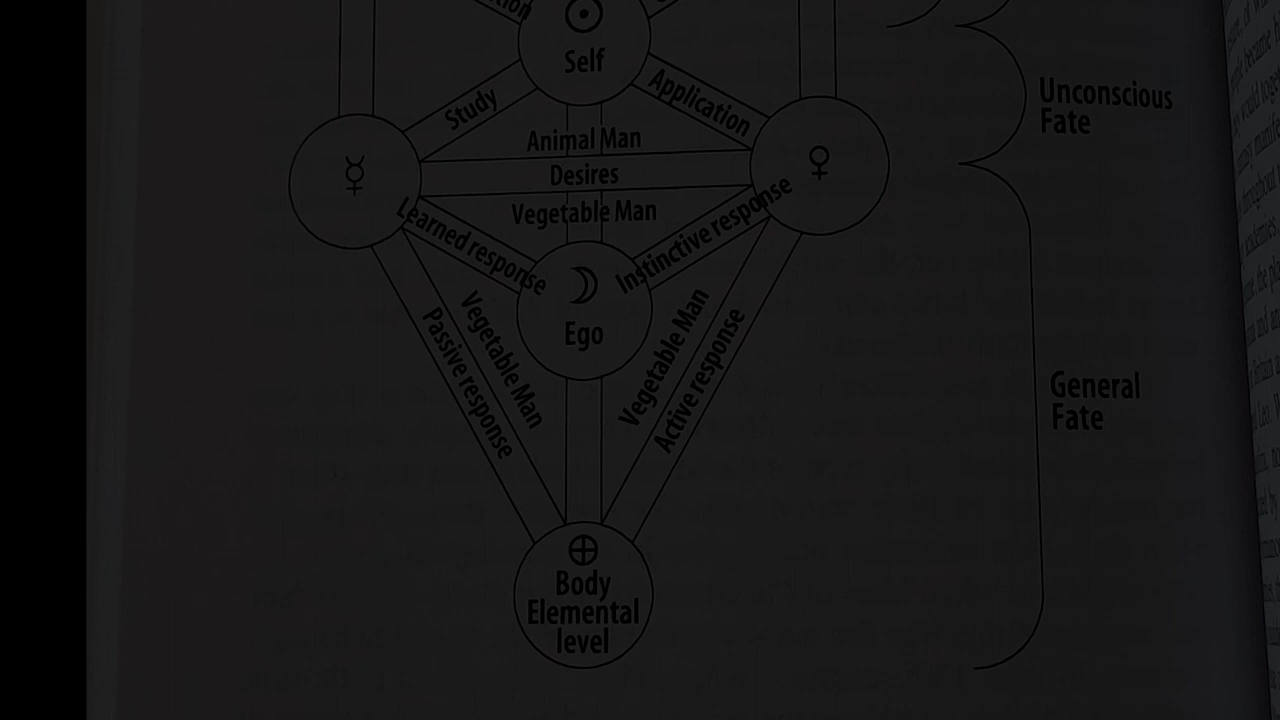 Self
Study
Application
Unconscious
Fate
Animal Man
Desires
Vegetable Man
Learned response
Instinctive response
Ego
Vegetable Man
Passive response
Vegetable Man
Active response
General
Fate
Body
Elemental
level